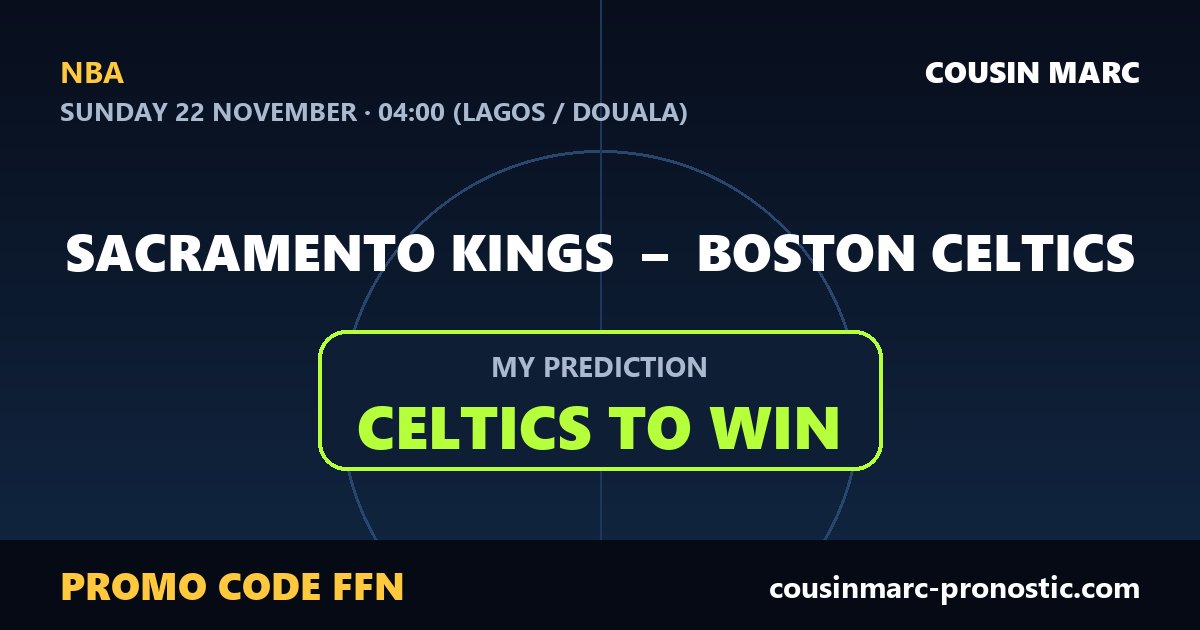 NBA
COUSIN MARC
SUNDAY 22 NOVEMBER · 04:00 (LAGOS / DOUALA)
SACRAMENTO KINGS – BOSTON CELTICS
MY PREDICTION
CELTICS TO WIN
PROMO CODE FFN
cousinmarc-pronostic.com